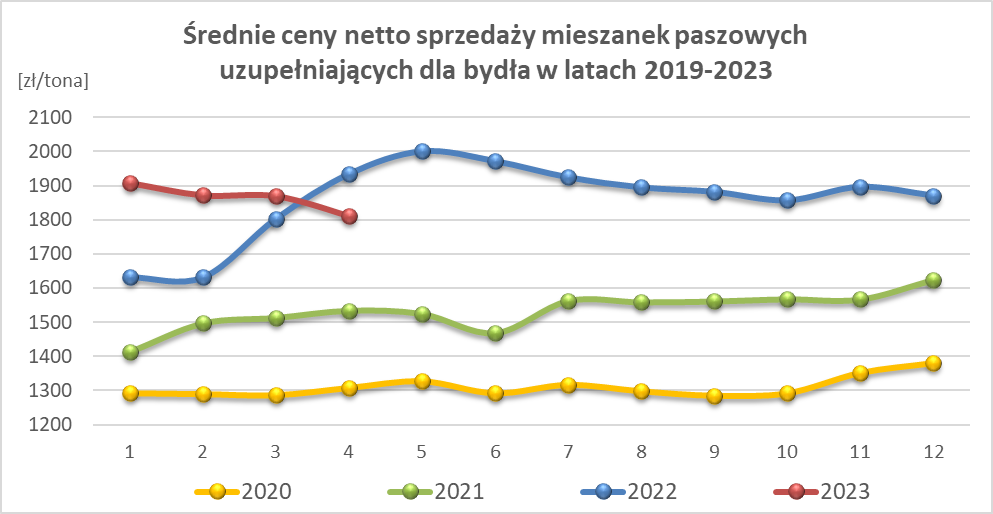 Średnie ceny netto sprzedaży mieszanek paszowych
uzupełniających dla bydła w latach 2019-2023
[zł/tona]
2100
2000
1900
1800
1700
1600
1500
1400
1300
1200
1 2 3 4 5 6 7 8 9 10 11 12
2020 2021 2022 2023